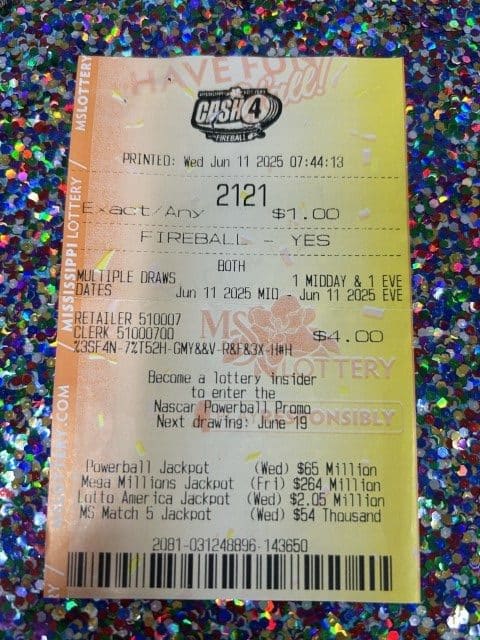 HAVE FUN
MISSISSIPPI LOTTERY
CASH 4
FIREBALL
PRINTED: Wed Jun 11 2025 07:44:13
2121
Exact/Any $1.00
FIREBALL - YES
BOTH
MULTIPLE DRAWS 1 MIDDAY & 1 EVE
DATES Jun 11 2025 MID - Jun 11 2025 EVE
RETAILER 510007
CLERK 51000700 $4.00
%3SF4N-7%T52H-GMY&&V-R&F&3X-H#H
MS
LOTTERY
Become a lottery insider
to enter the
Nascar Powerball Promo
Next drawing: June 19
RESPONSIBLY
Powerball Jackpot (Wed) $65 Million
Mega Millions Jackpot (Fri) $264 Million
Lotto America Jackpot (Wed) $2.05 Million
MS Match 5 Jackpot (Wed) $54 Thousand
2081-031248896-143650
MSLOTTERY
MISSISSIPPI LOTTERY /